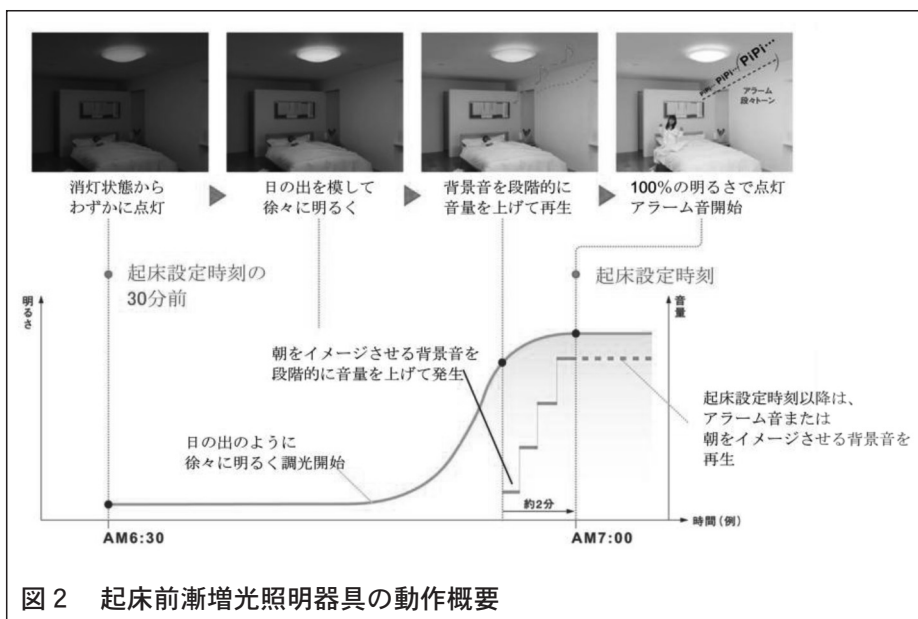 PiPi… PiPi… (PiPi…
アラーム
段々トーン
消灯状態から
わずかに点灯
日の出を模して
徐々に明るく
背景音を段階的に
音量を上げて再生
100%の明るさで点灯
アラーム音開始
起床設定時刻の
30分前
起床設定時刻
明るさ
音量
朝をイメージさせる背景音を
段階的に音量を上げて発生
起床設定時刻以降は、
アラーム音または
朝をイメージさせる背景音を
再生
日の出のように
徐々に明るく調光開始
約2分
時間(例)
AM6:30
AM7:00
図2 起床前漸増光照明器具の動作概要